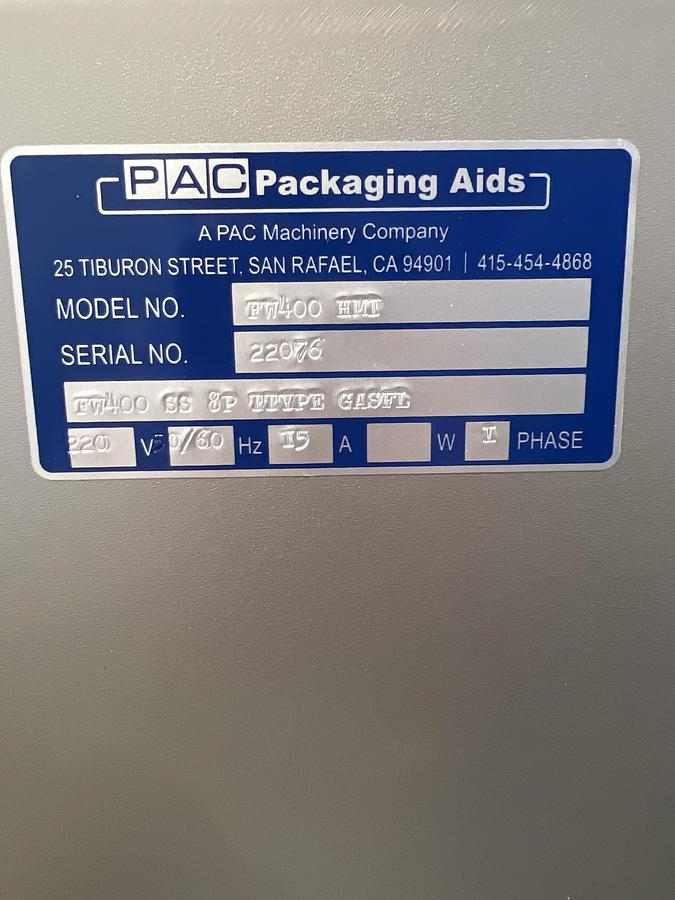 PAC Packaging Aids
A PAC Machinery Company
25 TIBURON STREET, SAN RAFAEL, CA 94901 | 415-454-4868
MODEL NO. FW400 HMI
SERIAL NO. 22076
FW400 SS 8P TTYPE GASFL
220 V 50/60 Hz 15 A W 1 PHASE